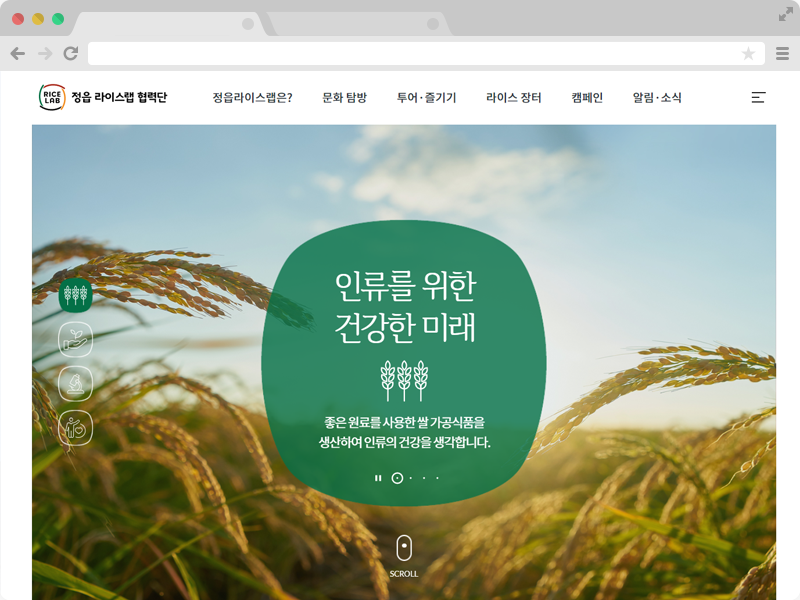 RICE
LAB
정읍 라이스랩 협력단
정읍라이스랩은?
문화 탐방
투어·즐기기
라이스 장터
캠페인
알림·소식
인류를 위한
건강한 미래
좋은 원료를 사용한 쌀 가공식품을
생산하여 인류의 건강을 생각합니다.
SCROLL